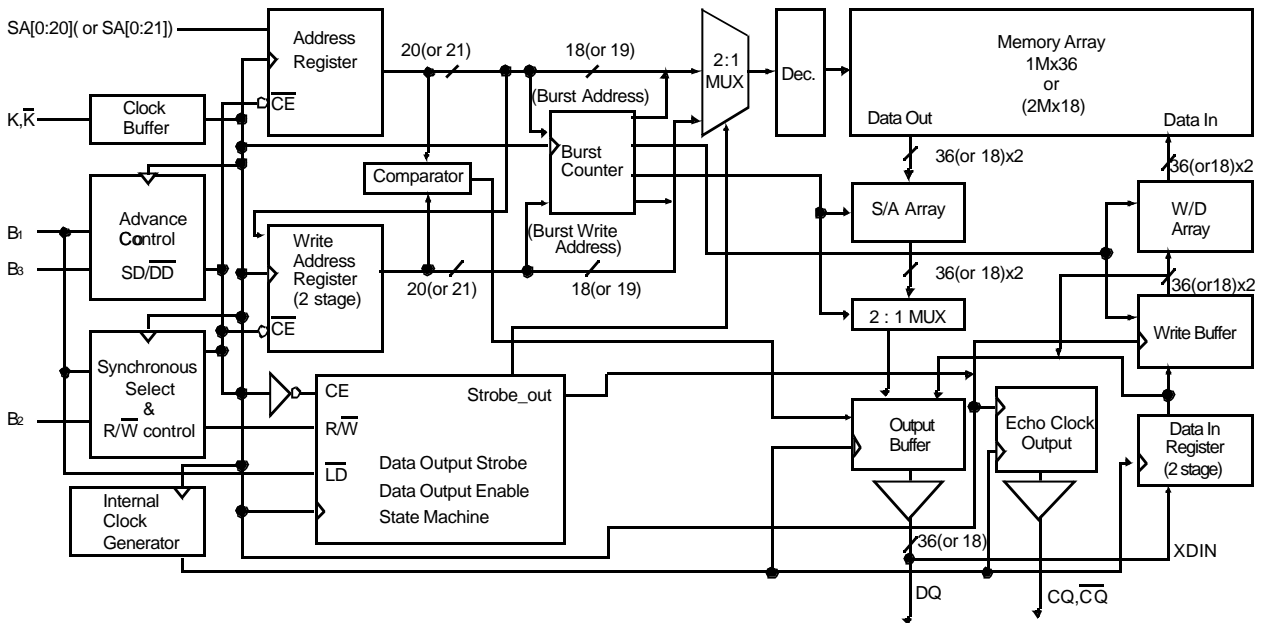 SA[0:20]( or SA[0:21])
Address
Register
CE
20(or 21)
18(or 19)
(Burst Address)
2:1
MUX
Dec.
Memory Array
1Mx36
or
(2Mx18)
Data Out
Data In
K,K
Clock
Buffer
Burst
Counter
Comparator
36(or 18)x2
36(or18)x2
S/A Array
W/D
Array
Advance
Control
SD/DD
B1
B3
Write
Address
Register
(2 stage)
CE
(Burst Write
Address)
20(or 21)
18(or 19)
36(or 18)x2
36(or18)x2
2 : 1 MUX
Write Buffer
Synchronous
Select
&
R/W control
B2
CE
Strobe_out
R/W
LD
Data Output Strobe
Data Output Enable
State Machine
Output
Buffer
Echo Clock
Output
Data In
Register
(2 stage)
Internal
Clock
Generator
36(or 18)
XDIN
DQ
CQ,CQ